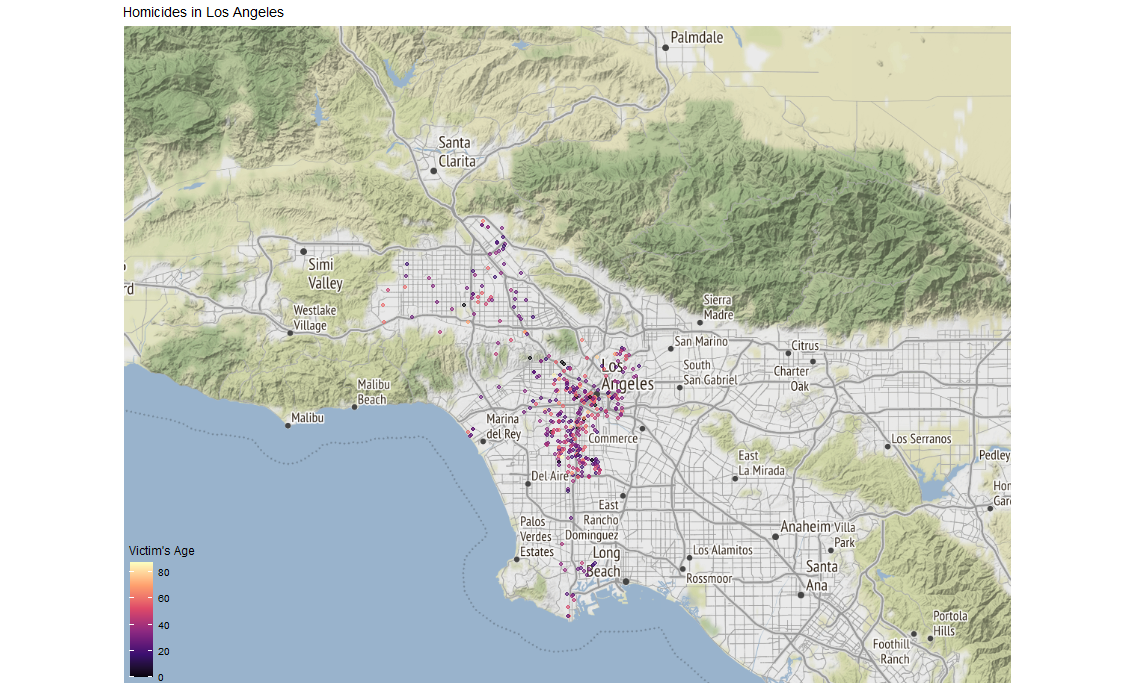 Homicides in Los Angeles
Palmdale
Santa
Clarita
Simi
Valley
rd
Westlake
Village
Sierra
Madre
San Marino
Citrus
South
San Gabriel
Charter
Oak
Los
Angeles
Malibu
Beach
Malibu
Marina
del Rey
Commerce
Los Serranos
Pedley
East
La Mirada
Del Aire
Hor
Gar
East
Rancho
Dominguez
Palos
Verdes
Estates
Anaheim
Villa
Park
Long
Beach
Los Alamitos
Rossmoor
Santa
Ana
Portola
Hills
Foothill
Ranch
Victim's Age
80
60
40
20
0